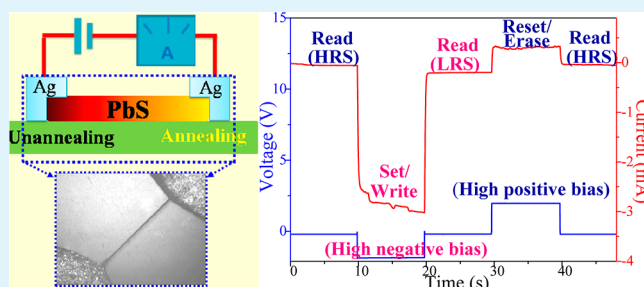 A
Ag
Ag
PbS
Unannealing
Annealing
15
10
5
0
Voltage (V)
Read
(HRS)
Set/
Write
Read
(LRS)
Reset/
Erase
Read
(HRS)
(High positive bias)
(High negative bias)
0
10
20
30
40
Time (s)
0
-1
-2
-3
-4
Current (mA)